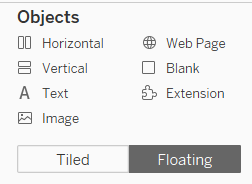 Objects
Horizontal Web Page
Vertical Blank
A Text Extension
Image
Tiled Floating